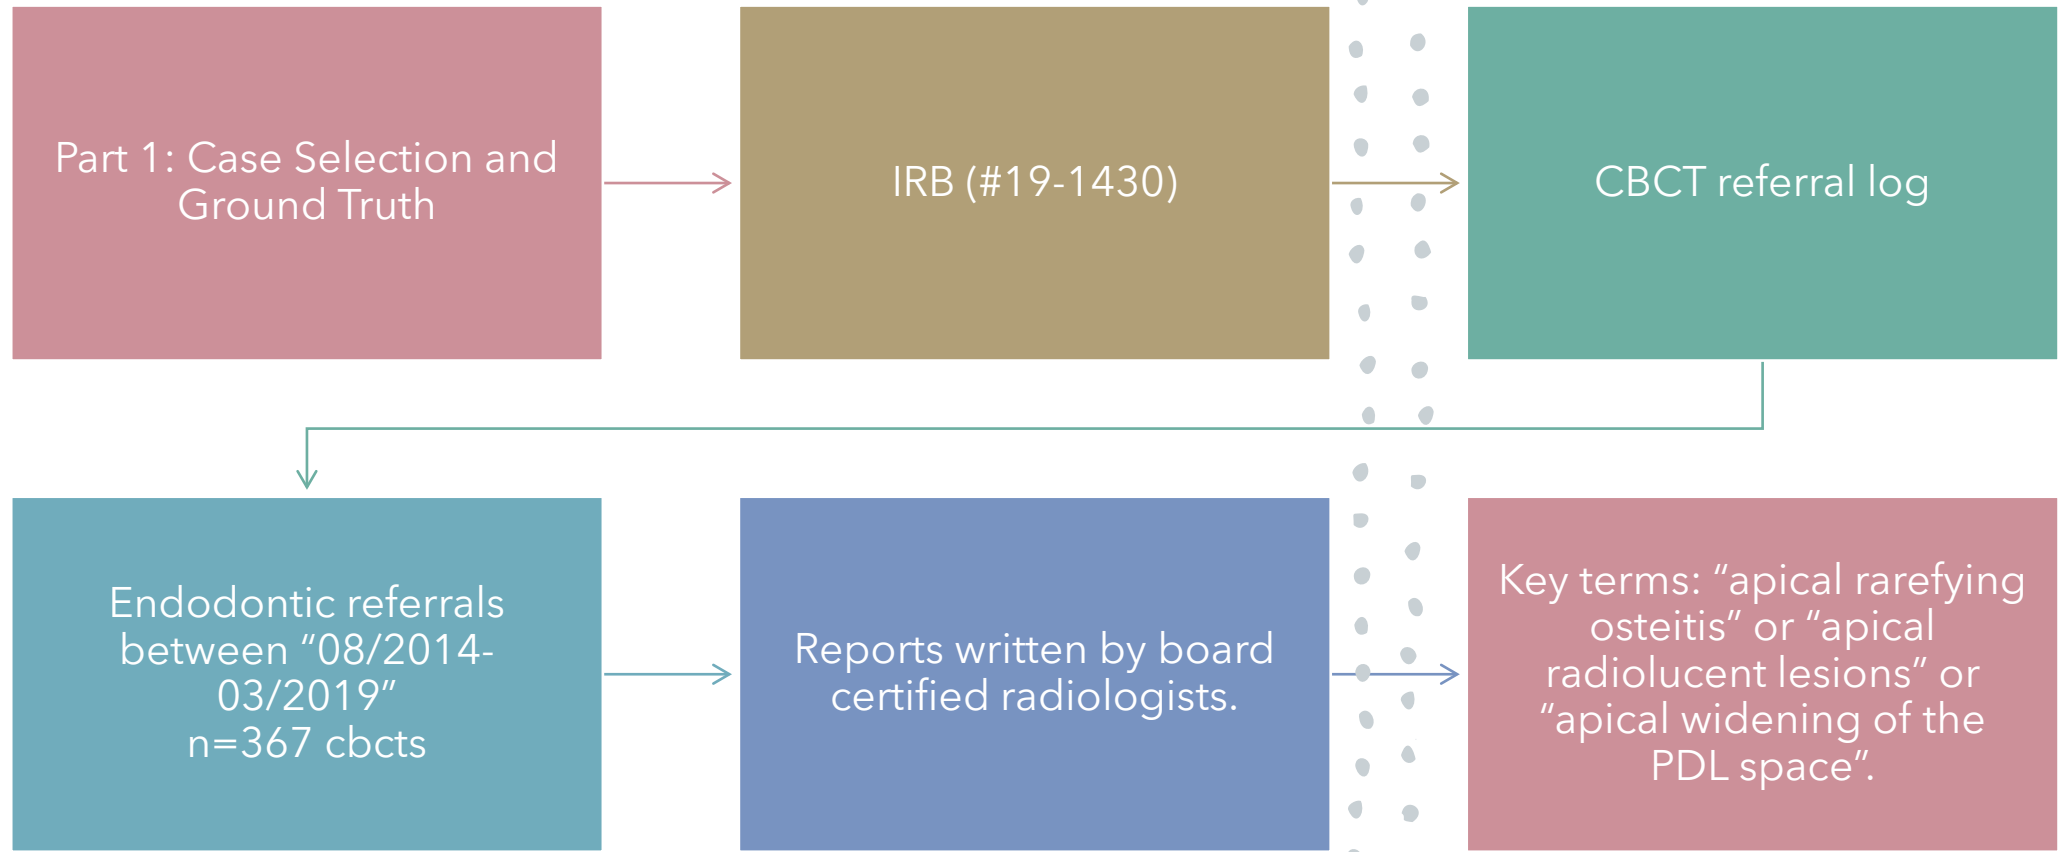 Part 1: Case Selection and
Ground Truth
IRB (#19-1430)
CBCT referral log
Endodontic referrals
between “08/2014-
03/2019”
n=367 cbcts
Reports written by board
certified radiologists.
Key terms: “apical rarefying
osteitis” or “apical
radiolucent lesions” or
“apical widening of the
PDL space”.